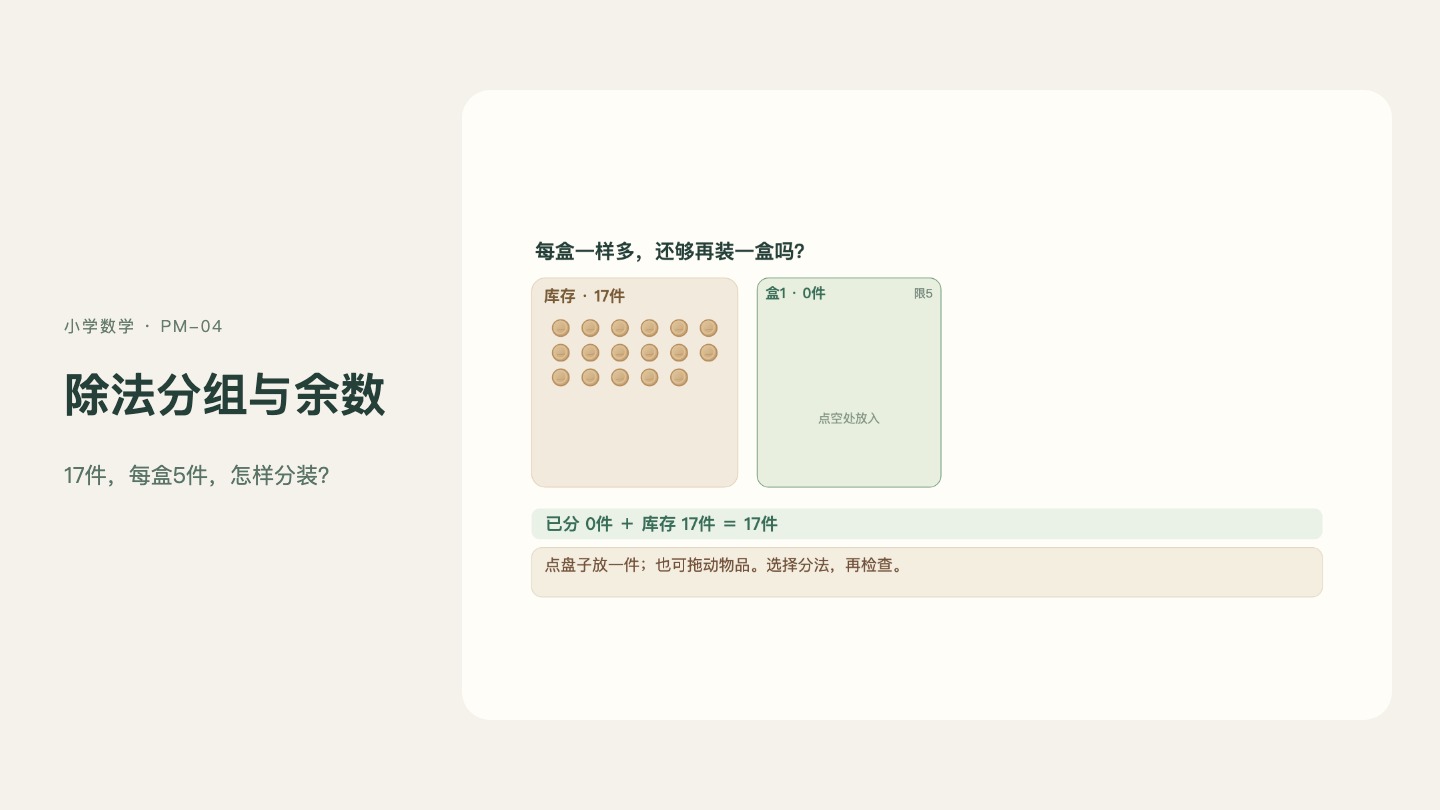 小学数学 · PM-04
除法分组与余数
17件，每盒5件，怎样分装？
每盒一样多，还够再装一盒吗？
库存 · 17件
盒1 · 0件
限5
点空处放入
已分 0件 ＋ 库存 17件 ＝ 17件
点盘子放一件；也可拖动物品。选择分法，再检查。